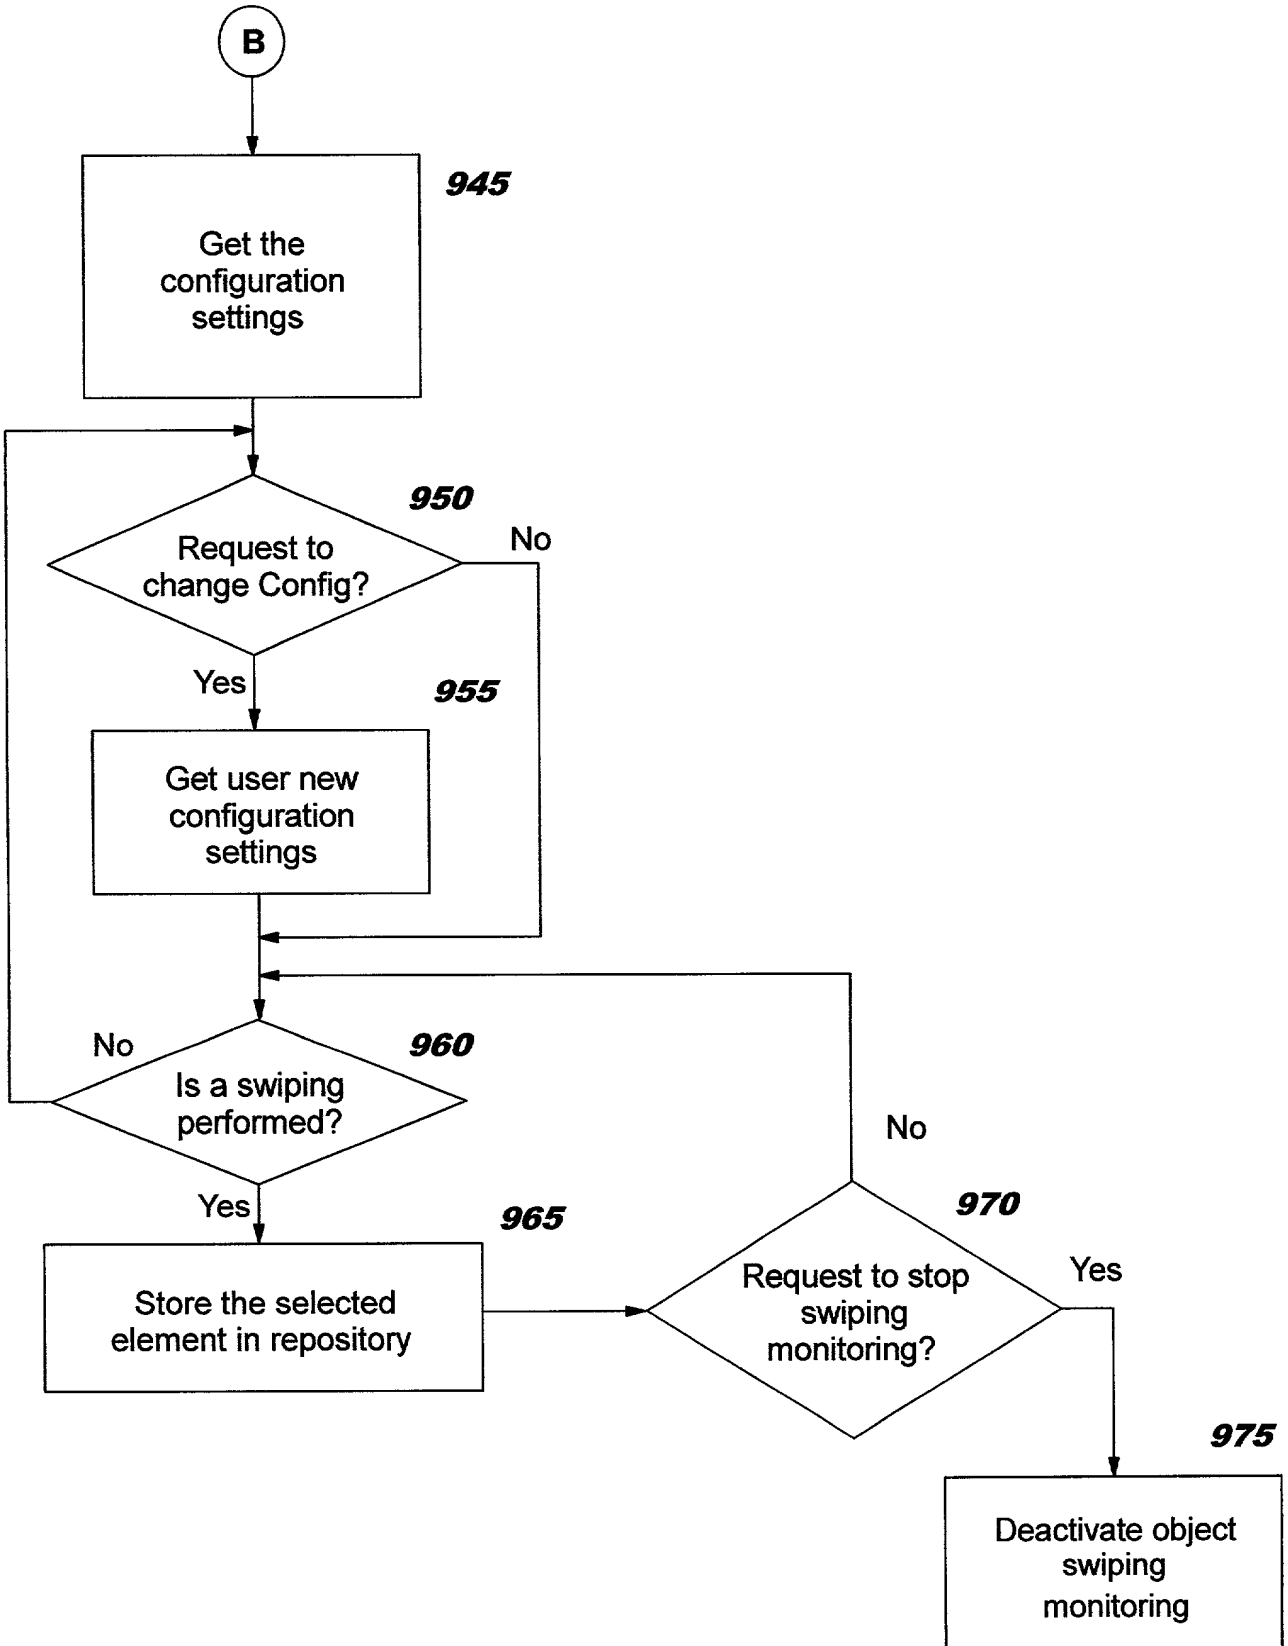 B
945
Get the
configuration
settings
950
No
Request to
change Config?
Yes
955
Get user new
configuration
settings
No
960
Is a swiping
performed?
No
Yes
965
970
Store the selected
element in repository
Request to stop
swiping
monitoring?
Yes
975
Deactivate object
swiping
monitoring